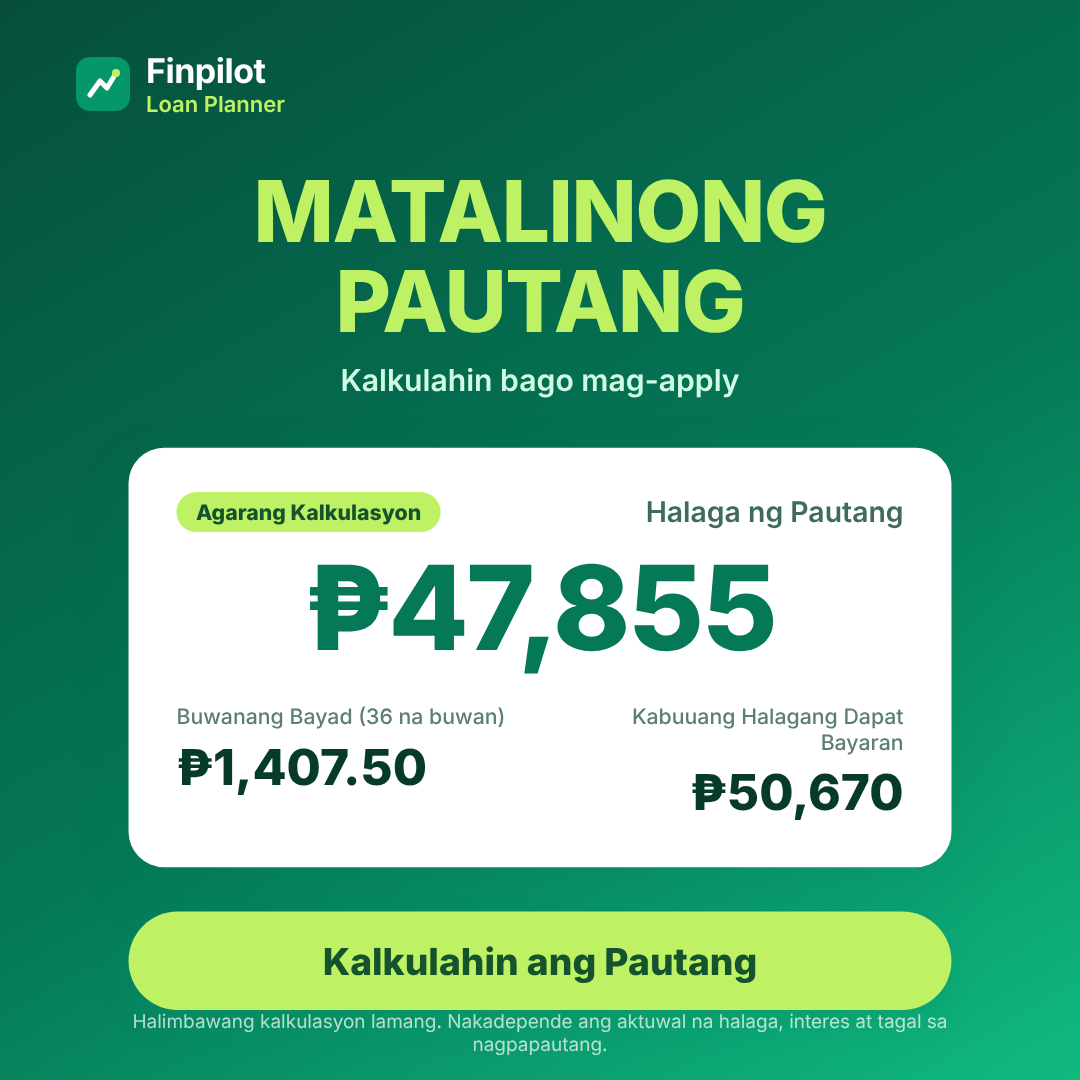 Finpilot
Loan Planner
MATALINONG
PAUTANG
Kalkulahin bago mag-apply
Agarang Kalkulasyon
Halaga ng Pautang
₱47,855
Buwanang Bayad (36 na buwan)
₱1,407.50
Kabuuang Halagang Dapat
Bayaran
₱50,670
Kalkulahin ang Pautang
Halimbawang kalkulasyon lamang. Nakadepende ang aktuwal na halaga, interes at tagal sa
nagpapautang.